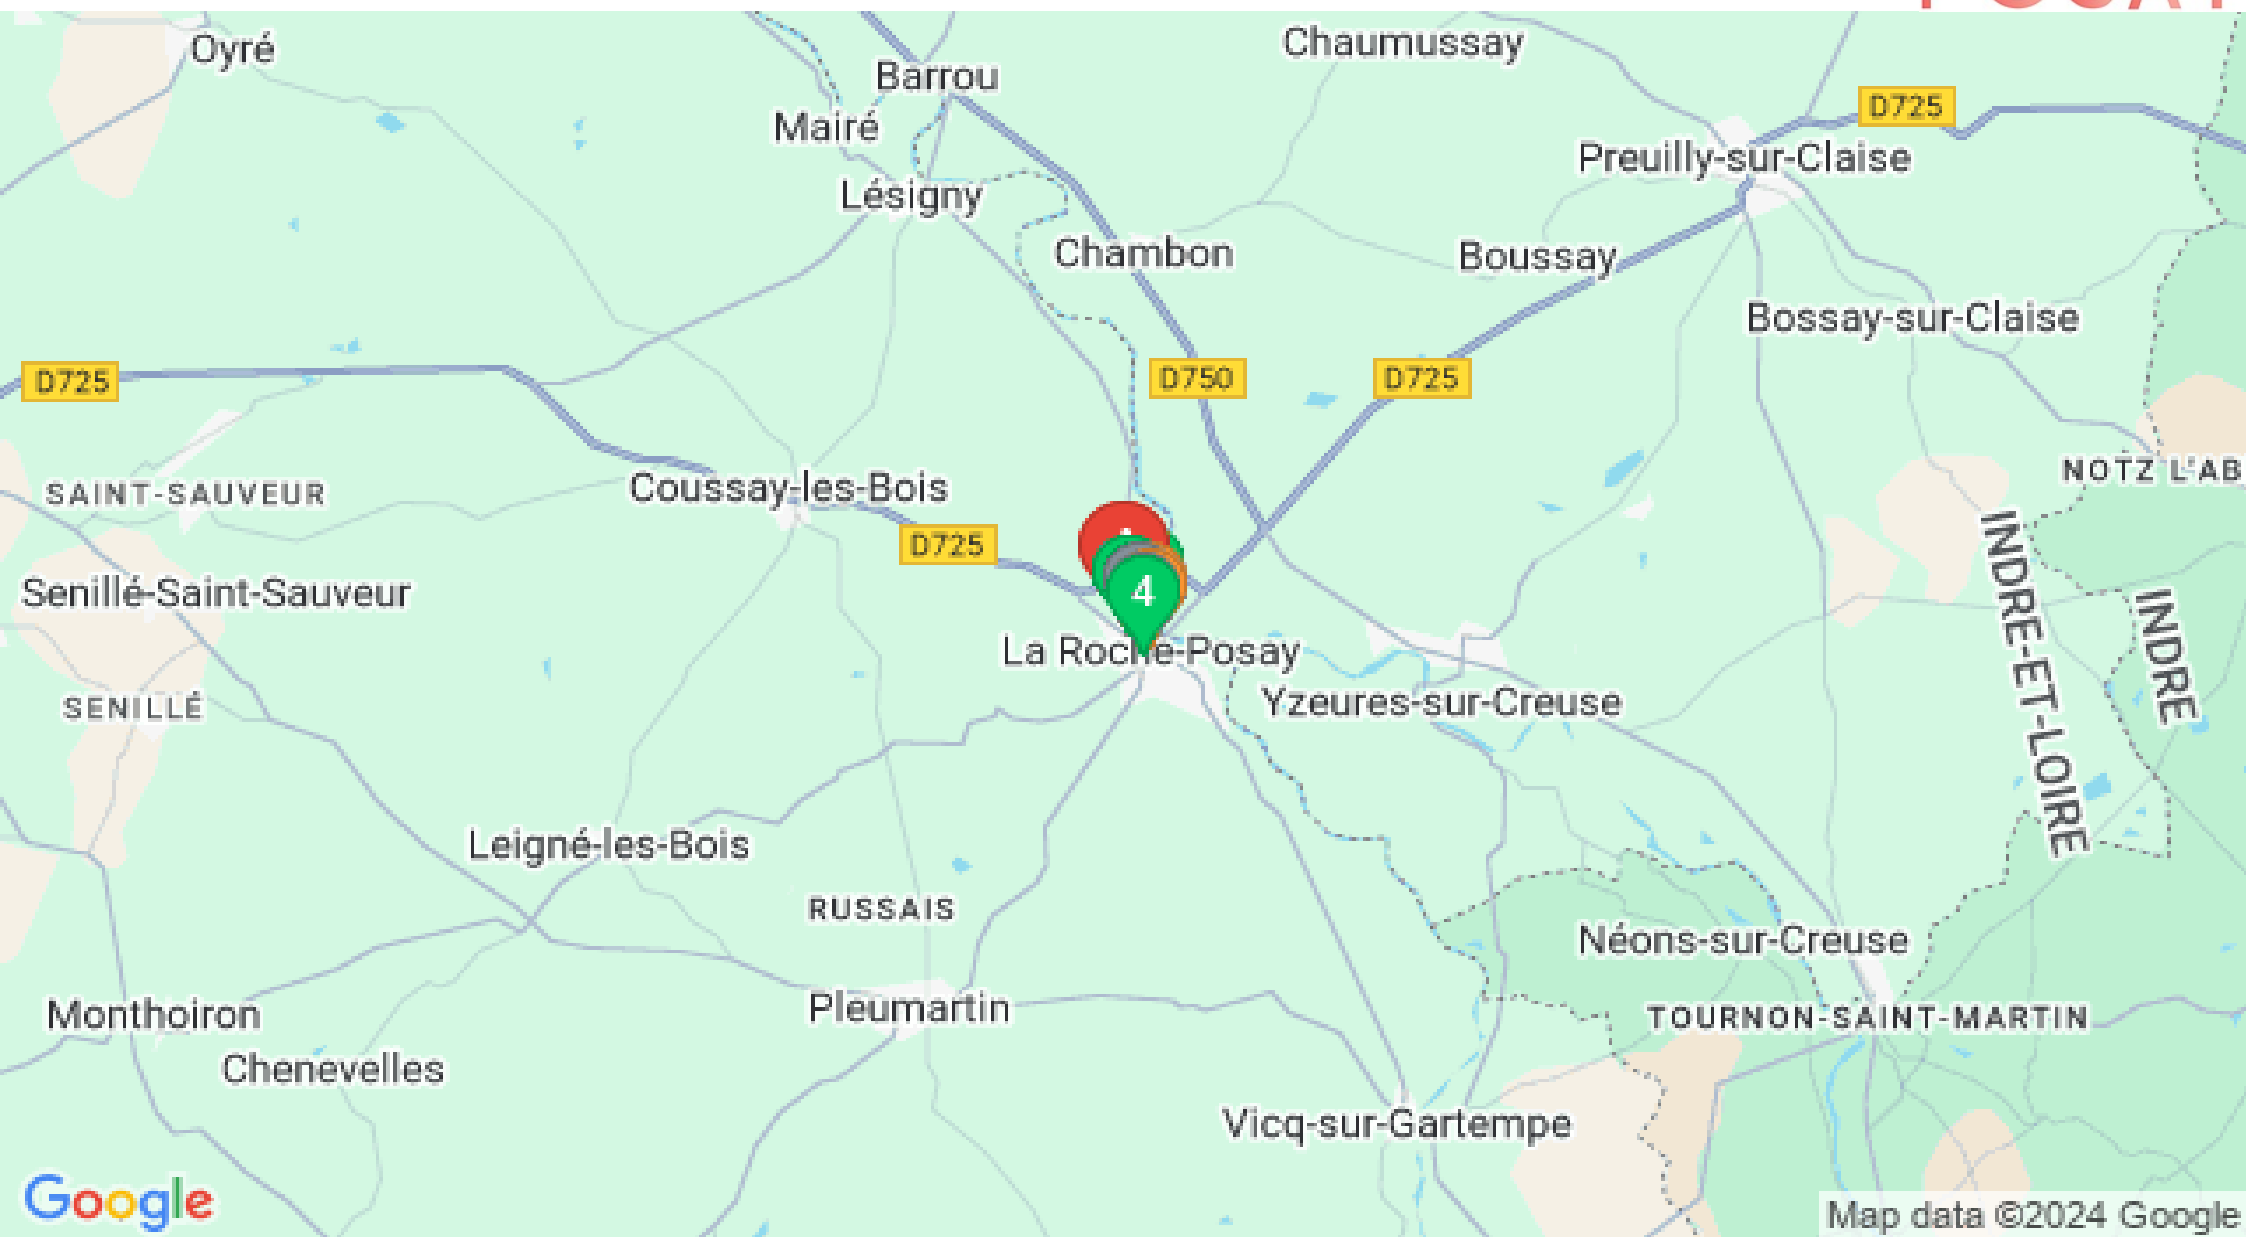 Oyré
Chaumussay
Barrou
D725
Mairé
Preuilly-sur-Claise
Lésigny
Chambon
Boussay
Bossay-sur-Claise
D725
D750
D725
NOTZ L'AB
SAINT-SAUVEUR
Coussay-les-Bois
D725
Senillé-Saint-Sauveur
4
INDRE-ET-LOIRE
INDRE
La Roche-Posay
SENILLÉ
Yzeures-sur-Creuse
Leigné-les-Bois
RUSSAIS
Néons-sur-Creuse
Monthoiron
Pleumartin
TOURNON-SAINT-MARTIN
Chenevelles
Vicq-sur-Gartempe
Google
Map data ©2024 Google